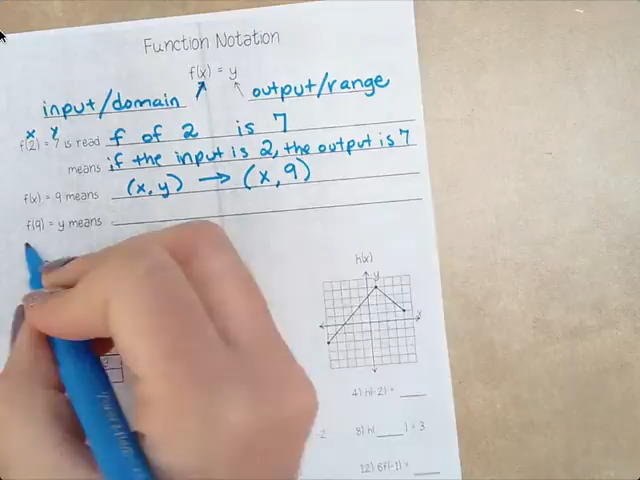 Function Notation
f(x) = y
input/domain output/range
x y
f(2) = 7 is read f of 2 is 7
means if the input is 2, the output is 7
f(x) = 9 means (x, y) → (x, 9)
f(9) = y means
h(x)
y
x
4) h(-2) =
-2 8) h( ) = 3
12) 6f(-1) =